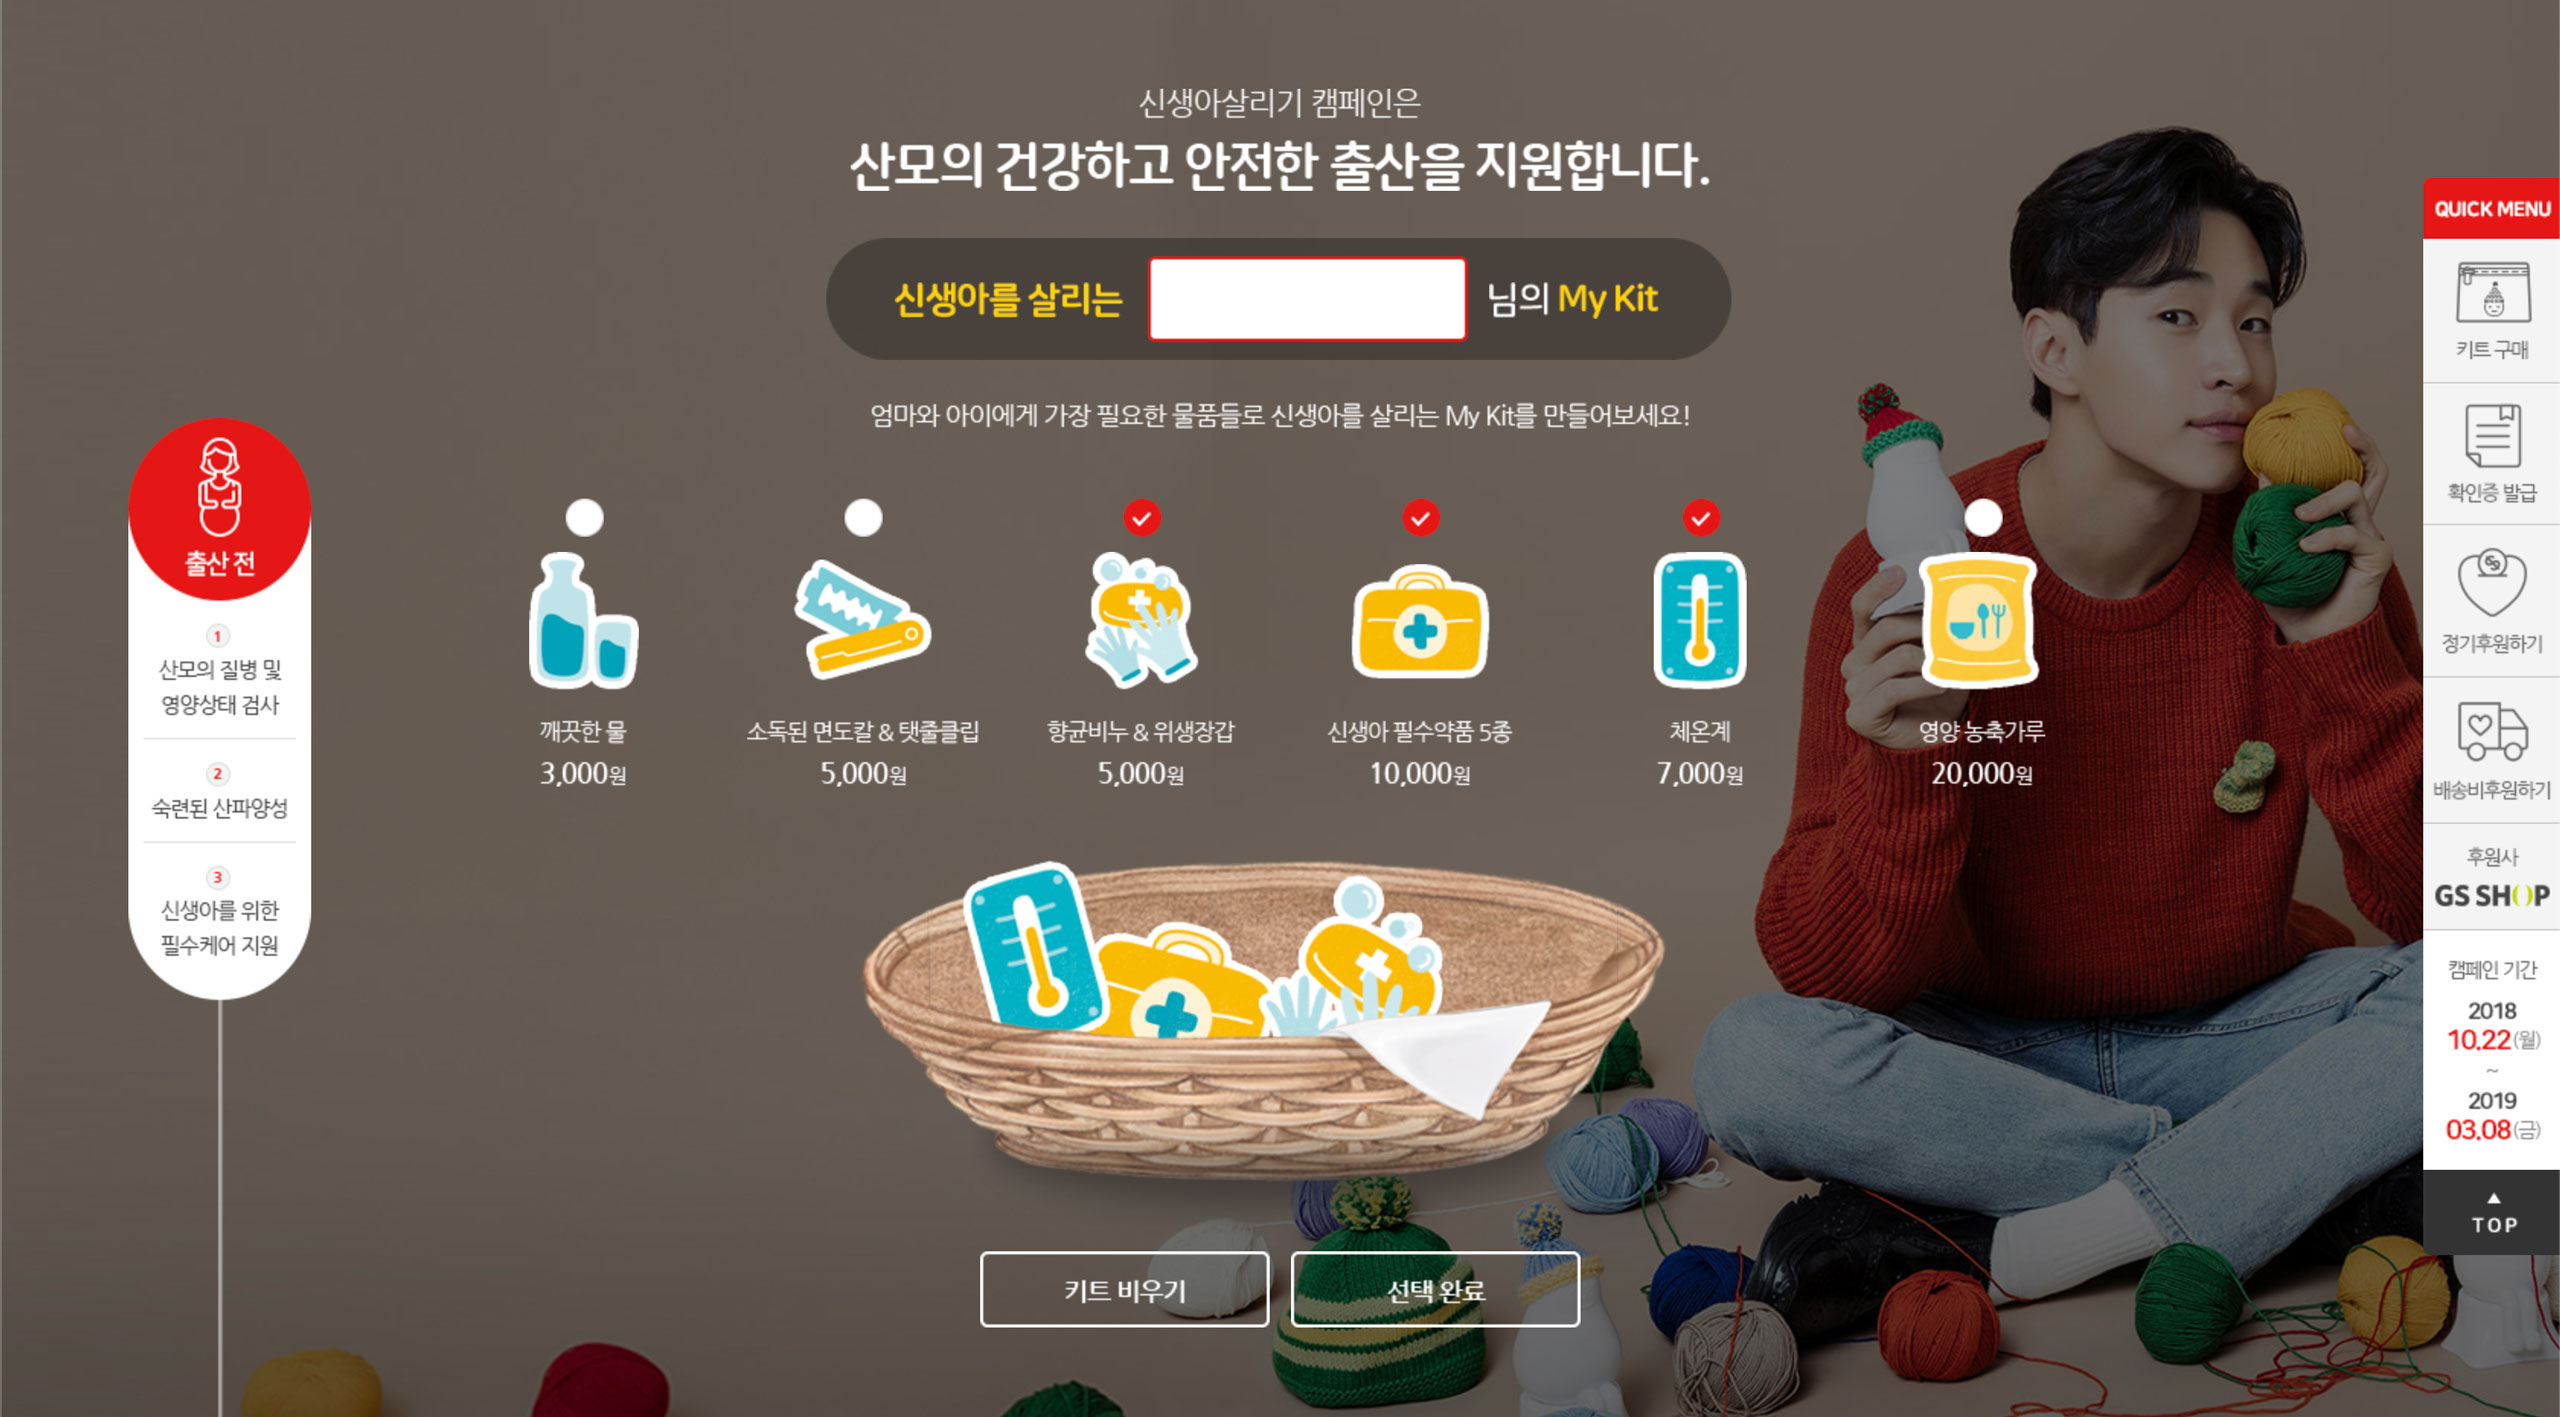 신생아살리기 캠페인은
산모의 건강하고 안전한 출산을 지원합니다.
신생아를 살리는 님의 My Kit
엄마와 아이에게 가장 필요한 물품들로 신생아를 살리는 My Kit를 만들어보세요!
출산 전
1
산모의 질병 및
영양상태 검사
2
숙련된 산파양성
3
신생아를 위한
필수케어 지원
깨끗한 물
3,000원
소독된 면도칼 & 탯줄클립
5,000원
향균비누 & 위생장갑
5,000원
신생아 필수약품 5종
10,000원
체온계
7,000원
영양 농축가루
20,000원
키트 비우기
선택 완료
QUICK MENU
키트 구매
확인증 발급
정기후원하기
배송비후원하기
후원사
GS SHOP
캠페인 기간
2018
10.22(월)
~
2019
03.08(금)
TOP